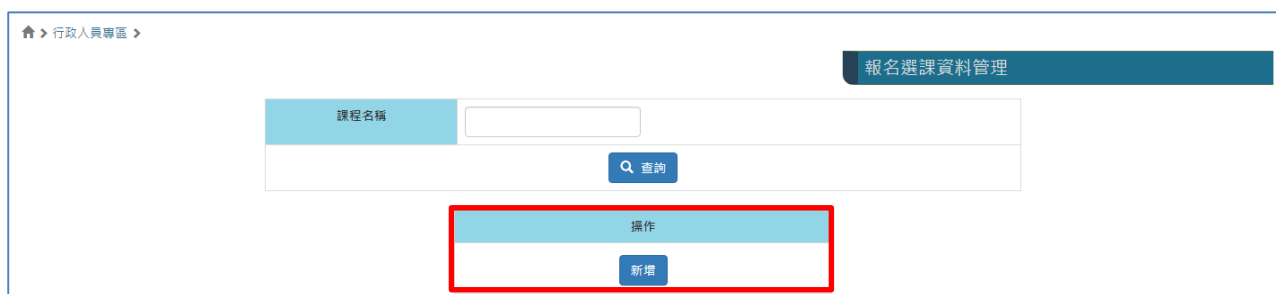 行政人員專區
報名選課資料管理
課程名稱
查詢
操作
新增